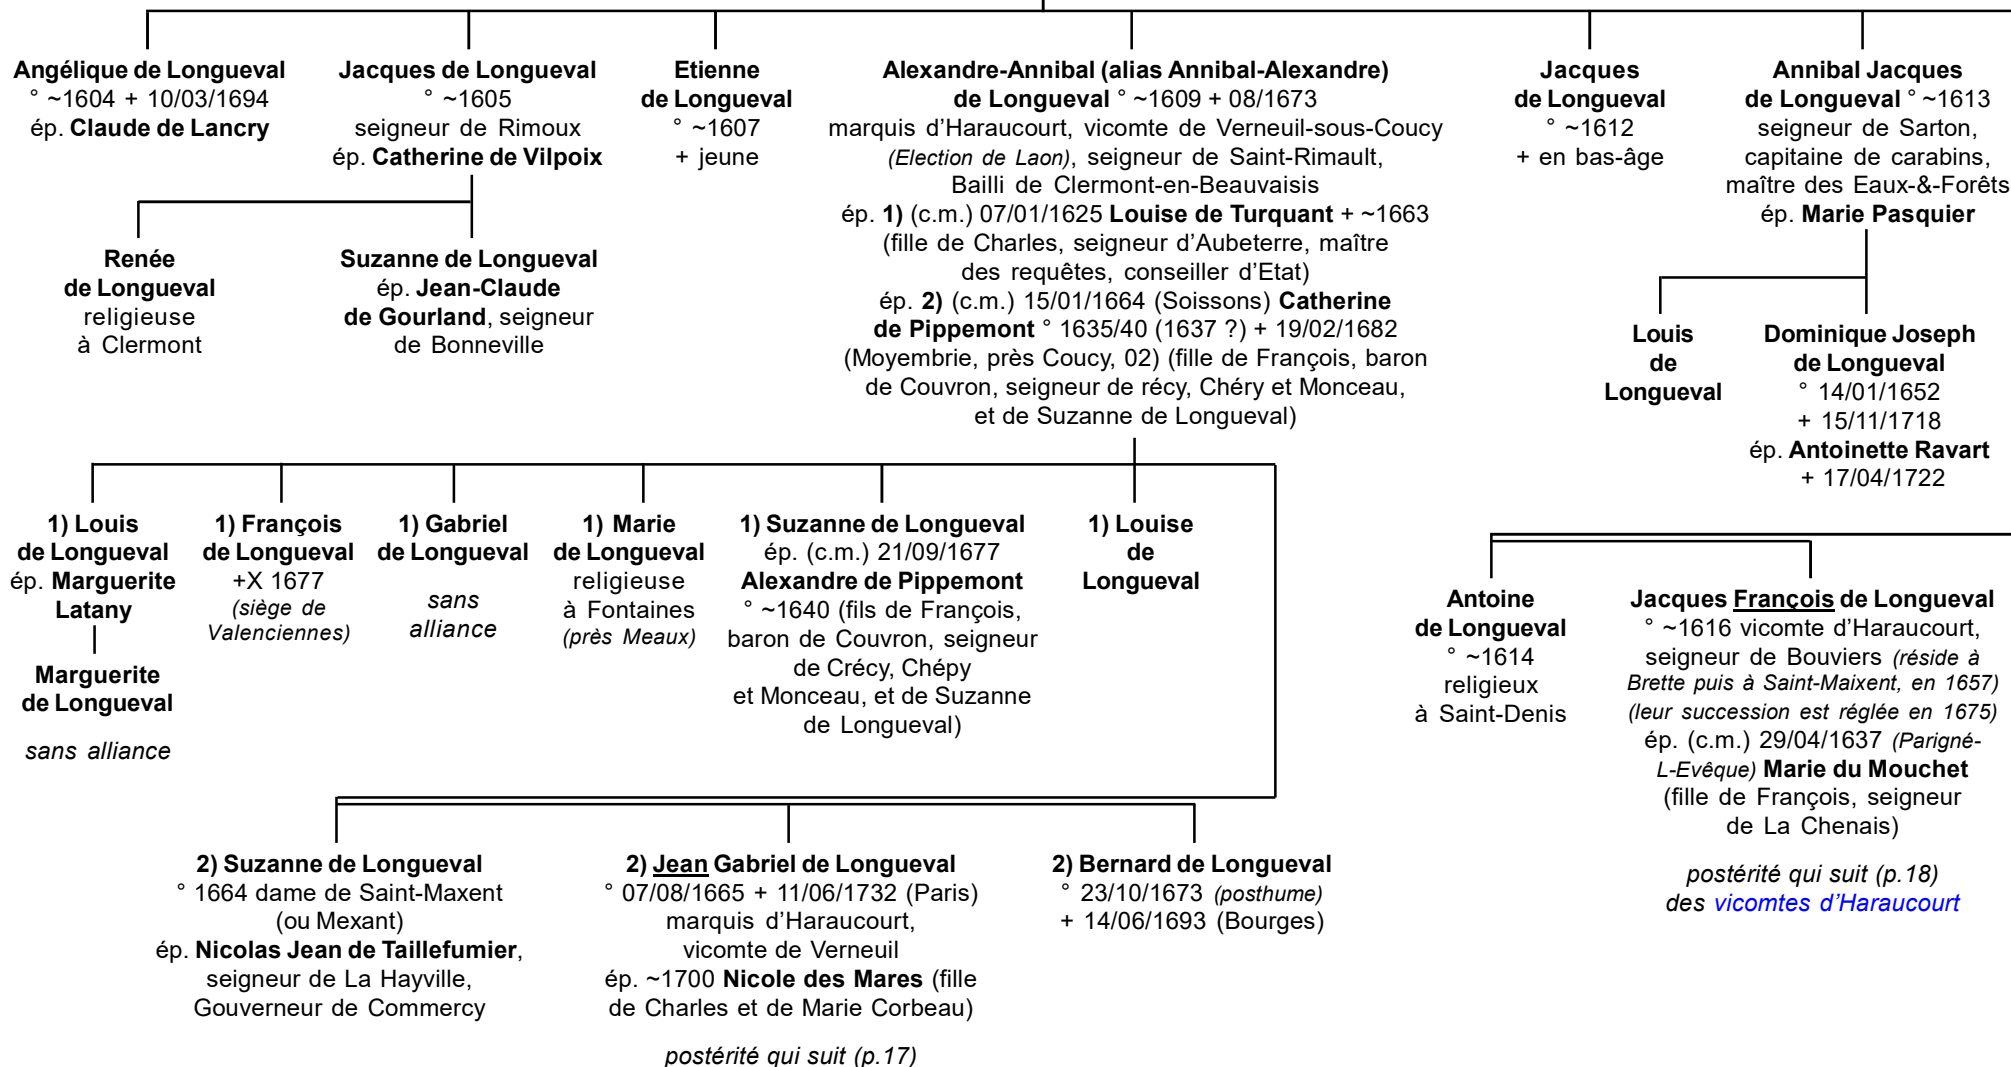 Angélique de Longueval
° ~1604 + 10/03/1694
ép. Claude de Lancry
Jacques de Longueval
° ~1605
seigneur de Rimoux
ép. Catherine de Vilpoix
Etienne
de Longueval
° ~1607
+ jeune
Alexandre-Annibal (alias Annibal-Alexandre)
de Longueval ° ~1609 + 08/1673
marquis d’Haraucourt, vicomte de Verneuil-sous-Coucy
(Election de Laon), seigneur de Saint-Rimault,
Bailli de Clermont-en-Beauvaisis
ép. 1) (c.m.) 07/01/1625 Louise de Turquant + ~1663
(fille de Charles, seigneur d’Aubeterre, maître
des requêtes, conseiller d’Etat)
ép. 2) (c.m.) 15/01/1664 (Soissons) Catherine
de Pippemont ° 1635/40 (1637 ?) + 19/02/1682
(Moyembrie, près Coucy, 02) (fille de François, baron
de Couvron, seigneur de récy, Chéry et Monceau,
et de Suzanne de Longueval)
Jacques
de Longueval
° ~1612
+ en bas-âge
Annibal Jacques
de Longueval ° ~1613
seigneur de Sarton,
capitaine de carabins,
maître des Eaux-&-Forêts
ép. Marie Pasquier
Renée
de Longueval
religieuse
à Clermont
Suzanne de Longueval
ép. Jean-Claude
de Gourland, seigneur
de Bonneville
Louis
de
Longueval
Dominique Joseph
de Longueval
° 14/01/1652
+ 15/11/1718
ép. Antoinette Ravart
+ 17/04/1722
1) Louis
de Longueval
ép. Marguerite
Latany
Marguerite
de Longueval
sans alliance
1) François
de Longueval
+X 1677
(siège de
Valenciennes)
1) Gabriel
de Longueval
sans
alliance
1) Marie
de Longueval
religieuse
à Fontaines
(près Meaux)
1) Suzanne de Longueval
ép. (c.m.) 21/09/1677
Alexandre de Pippemont
° ~1640 (fils de François,
baron de Couvron, seigneur
de Crécy, Chépy
et Monceau, et de Suzanne
de Longueval)
1) Louise
de
Longueval
Antoine
de Longueval
° ~1614
religieux
à Saint-Denis
Jacques François de Longueval
° ~1616 vicomte d’Haraucourt,
seigneur de Bouviers (réside à
Brette puis à Saint-Maixent, en 1657)
(leur succession est réglée en 1675)
ép. (c.m.) 29/04/1637 (Parigné-
L-Evêque) Marie du Mouchet
(fille de François, seigneur
de La Chenais)
postérité qui suit (p.18)
des vicomtes d’Haraucourt
2) Suzanne de Longueval
° 1664 dame de Saint-Maxent
(ou Mexant)
ép. Nicolas Jean de Taillefumier,
seigneur de La Hayville,
Gouverneur de Commercy
2) Jean Gabriel de Longueval
° 07/08/1665 + 11/06/1732 (Paris)
marquis d’Haraucourt,
vicomte de Verneuil
ép. ~1700 Nicole des Mares (fille
de Charles et de Marie Corbeau)
postérité qui suit (p.17)
2) Bernard de Longueval
° 23/10/1673 (posthume)
+ 14/06/1693 (Bourges)